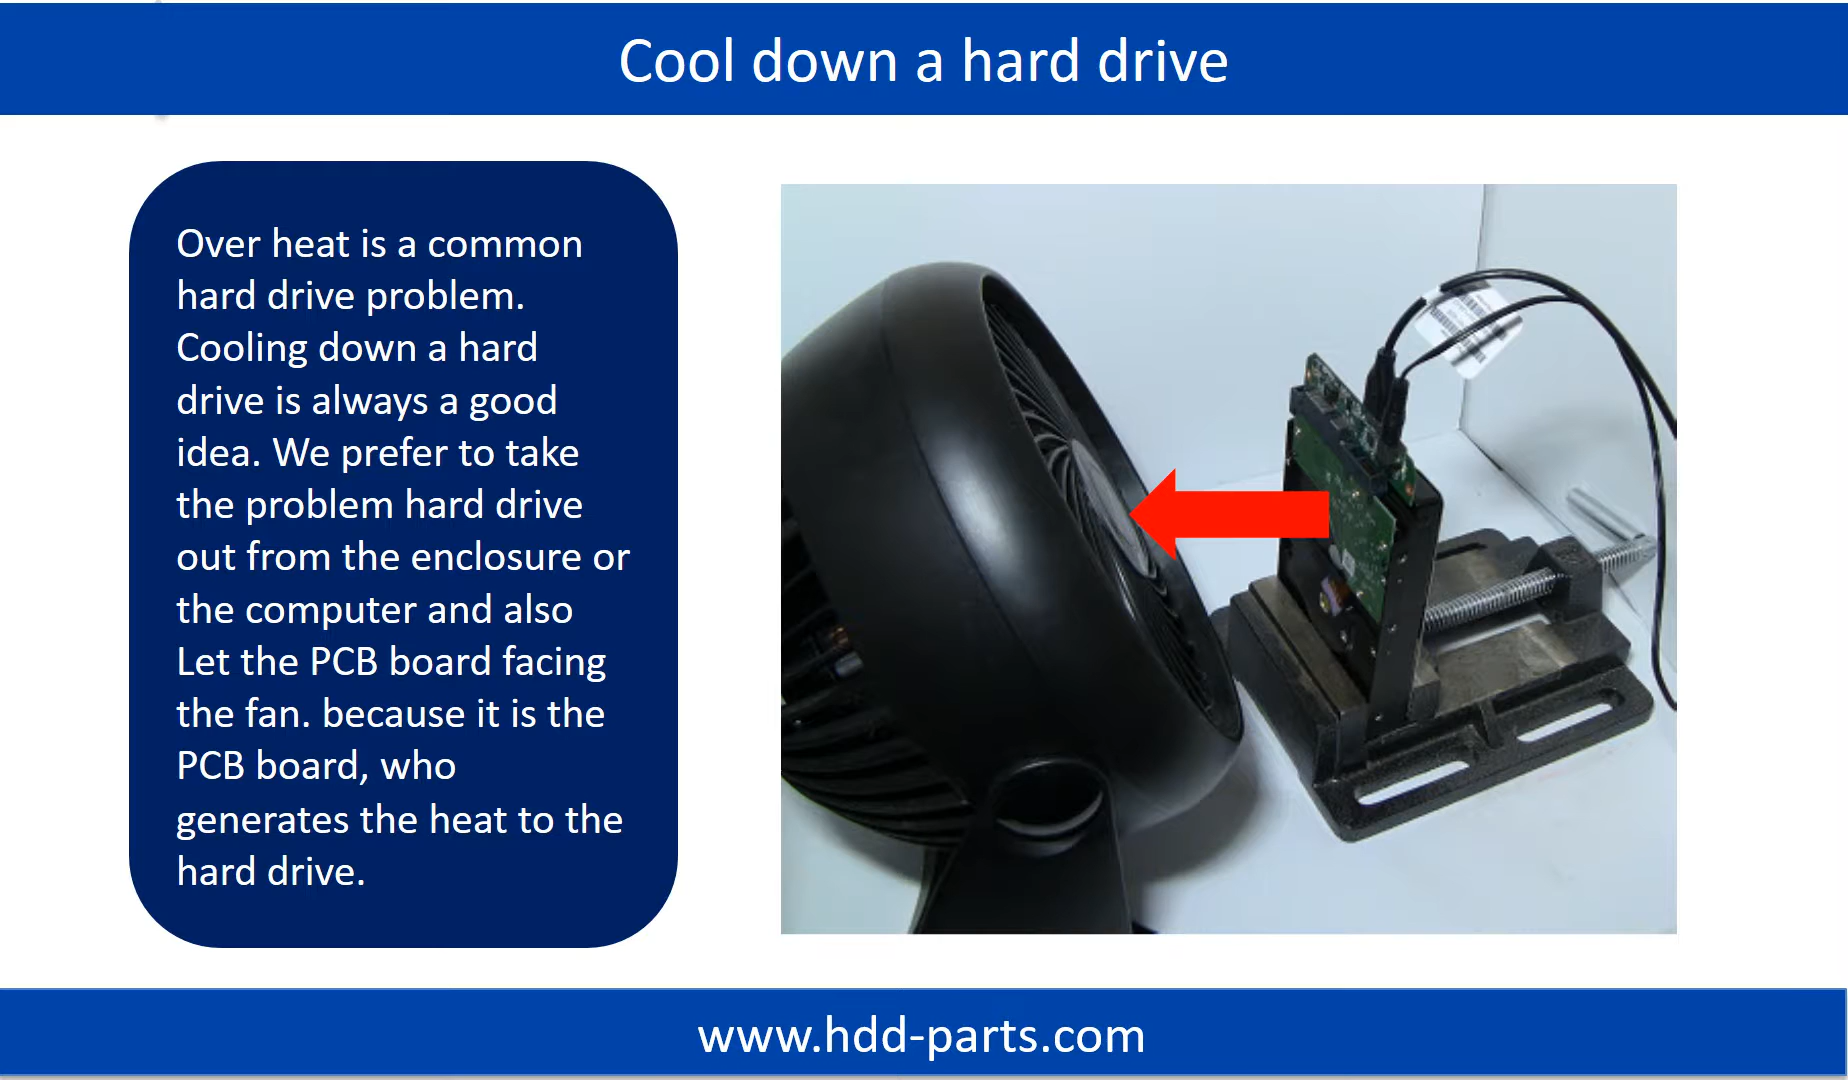 Cool down a hard drive
Over heat is a common
hard drive problem.
Cooling down a hard
drive is always a good
idea. We prefer to take
the problem hard drive
out from the enclosure or
the computer and also
Let the PCB board facing
the fan. because it is the
PCB board, who
generates the heat to the
hard drive.
www.hdd-parts.com